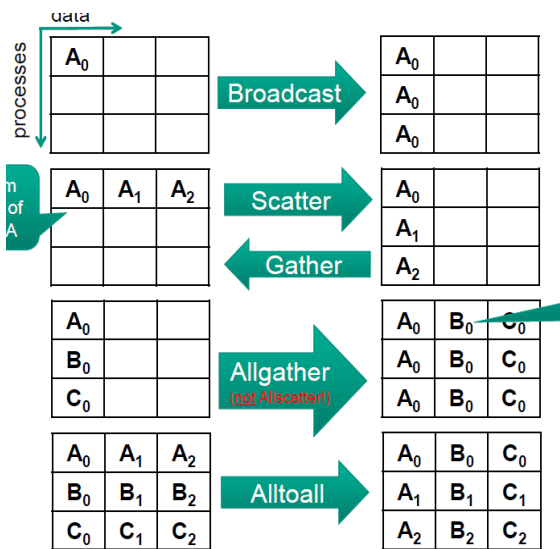 data
processes
A₀
Broadcast
A₀
A₀
A₀
m
of
A
A₀ A₁ A₂
Scatter
Gather
A₀
A₁
A₂
A₀
B₀
C₀
Allgather
(not Allscatter!)
A₀ B₀ C₀
A₀ B₀ C₀
A₀ B₀ C₀
A₀ A₁ A₂
B₀ B₁ B₂
C₀ C₁ C₂
Alltoall
A₀ B₀ C₀
A₁ B₁ C₁
A₂ B₂ C₂